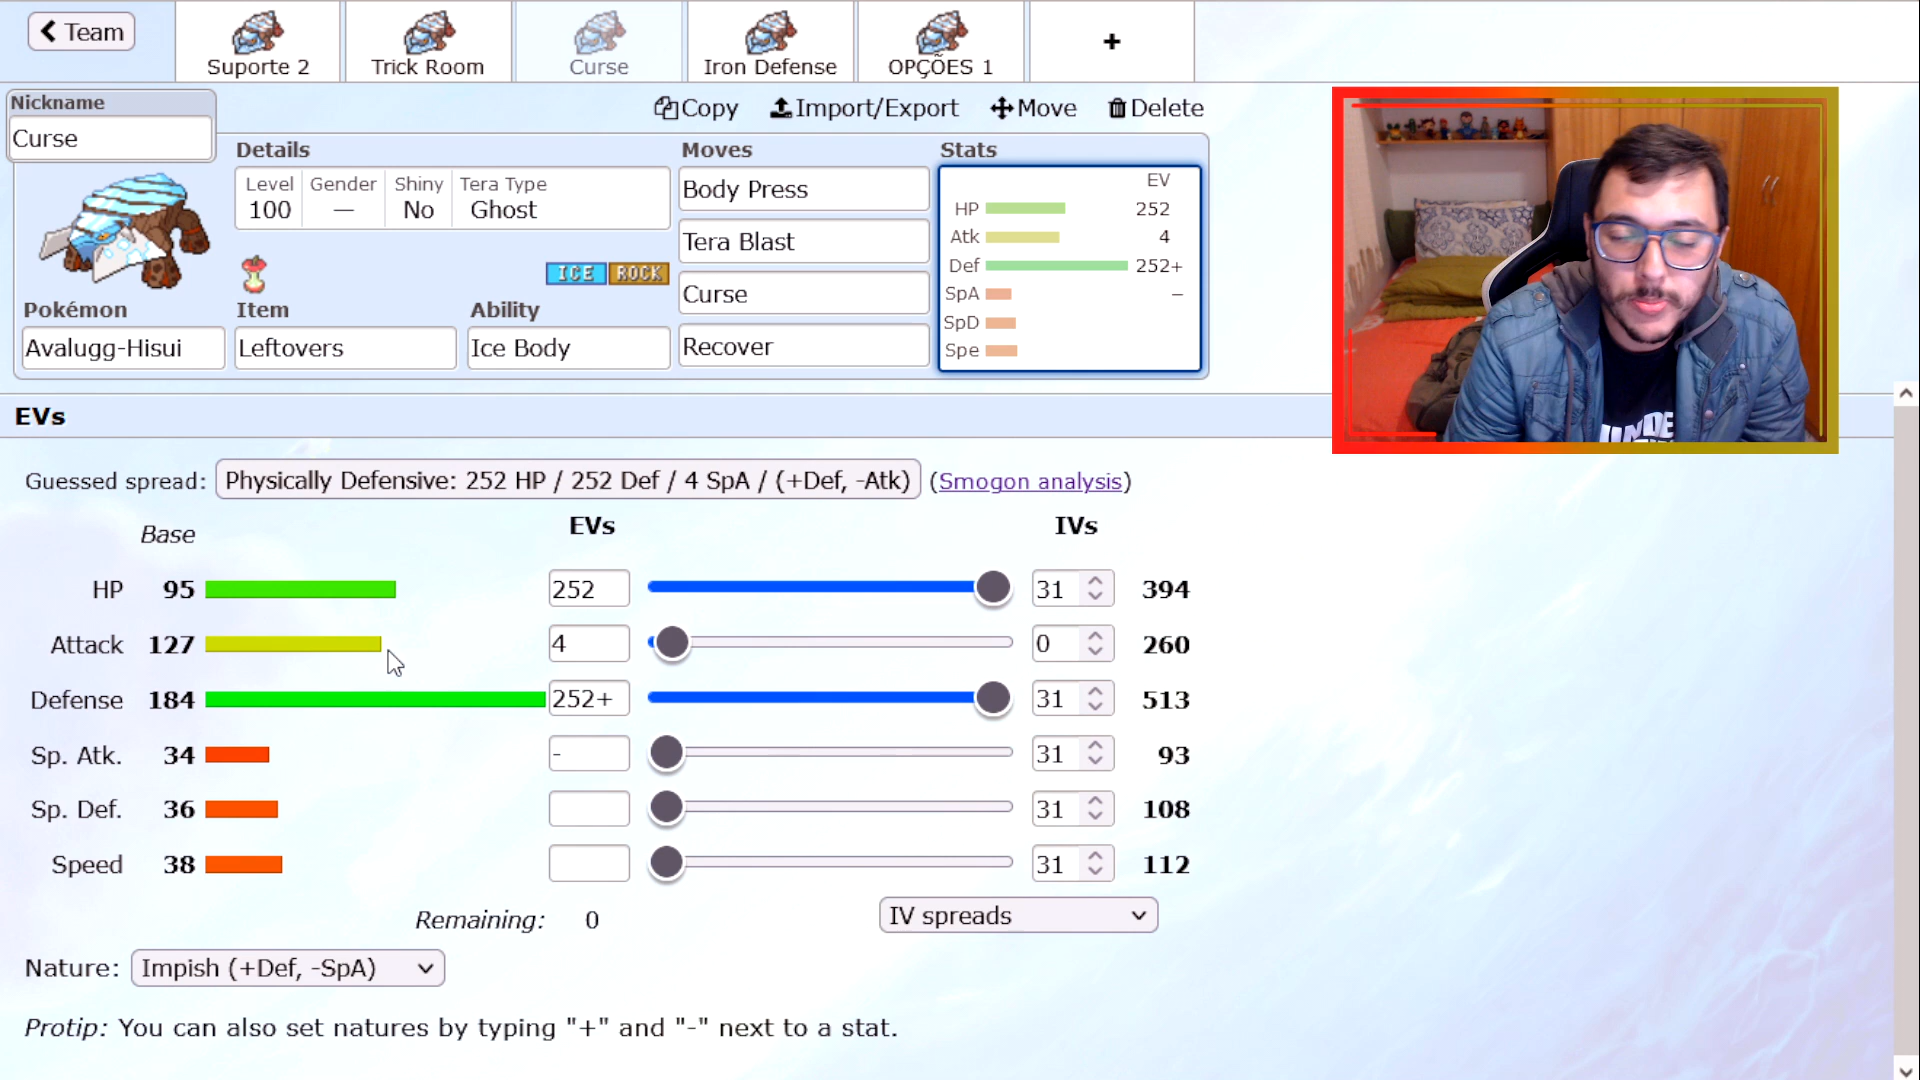 Team
Suporte 2
Trick Room
Curse
Iron Defense
OPÇÕES 1
+
Nickname
Curse
Copy
Import/Export
Move
Delete
Details
Level
100
Gender
—
Shiny
No
Tera Type
Ghost
ICE ROCK
Pokémon
Avalugg-Hisui
Item
Leftovers
Ability
Ice Body
Moves
Body Press
Tera Blast
Curse
Recover
Stats
EV
HP 252
Atk 4
Def 252+
SpA –
SpD
Spe
EVs
Guessed spread: Physically Defensive: 252 HP / 252 Def / 4 SpA / (+Def, -Atk) (Smogon analysis)
Base EVs IVs
HP 95 252 31 394
Attack 127 4 0 260
Defense 184 252+ 31 513
Sp. Atk. 34 - 31 93
Sp. Def. 36 31 108
Speed 38 31 112
Remaining: 0
IV spreads
Nature: Impish (+Def, -SpA)
Protip: You can also set natures by typing "+" and "-" next to a stat.